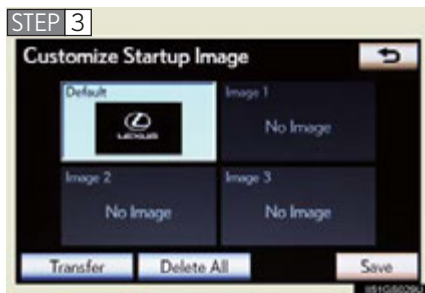 STEP 3
Customize Startup Image
Default
Image 1
LEXUS
No Image
Image 2
Image 3
No Image
No Image
Transfer
Delete All
Save